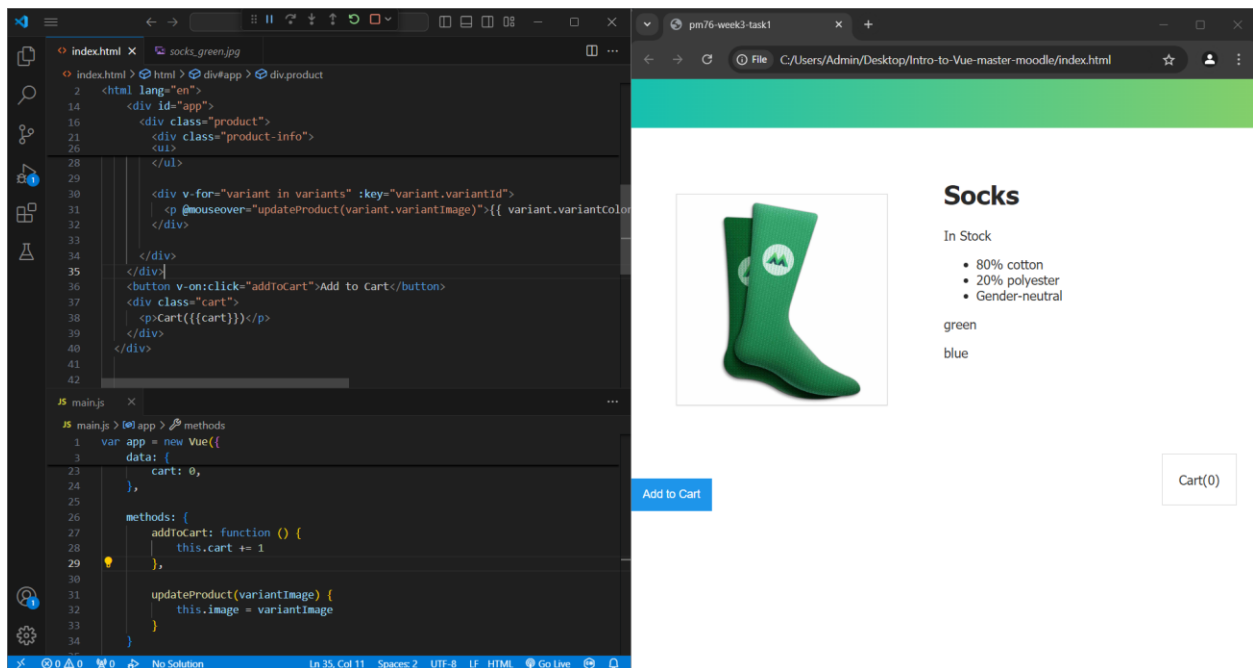 index.html
socks_green.jpg
index.html > html > div#app > div.product
2 <html lang="en">
14 <div id="app">
16 <div class="product">
21 <div class="product-info">
26 <ul>
28 </ul>
29
30 <div v-for="variant in variants" :key="variant.variantId">
31 <p @mouseover="updateProduct(variant.variantImage)">{{ variant.variantColor
32 </div>
33
34 </div>
35 </div>
36 <button v-on:click="addToCart">Add to Cart</button>
37 <div class="cart">
38 <p>Cart({{cart}})</p>
39 </div>
40 </div>
41
42
JS main.js
JS main.js > app > methods
1 var app = new Vue({
3 data: {
23 cart: 0,
24 },
25
26 methods: {
27 addToCart: function () {
28 this.cart += 1
29 },
30
31 updateProduct(variantImage) {
32 this.image = variantImage
33 }
34 }
0 0 0 No Solution Ln 35, Col 11 Spaces: 2 UTF-8 LF HTML Go Live
1
1
pm76-week3-task1
File C:/Users/Admin/Desktop/Intro-to-Vue-master-moodle/index.html
Socks
In Stock
80% cotton
20% polyester
Gender-neutral
green
blue
Add to Cart
Cart(0)